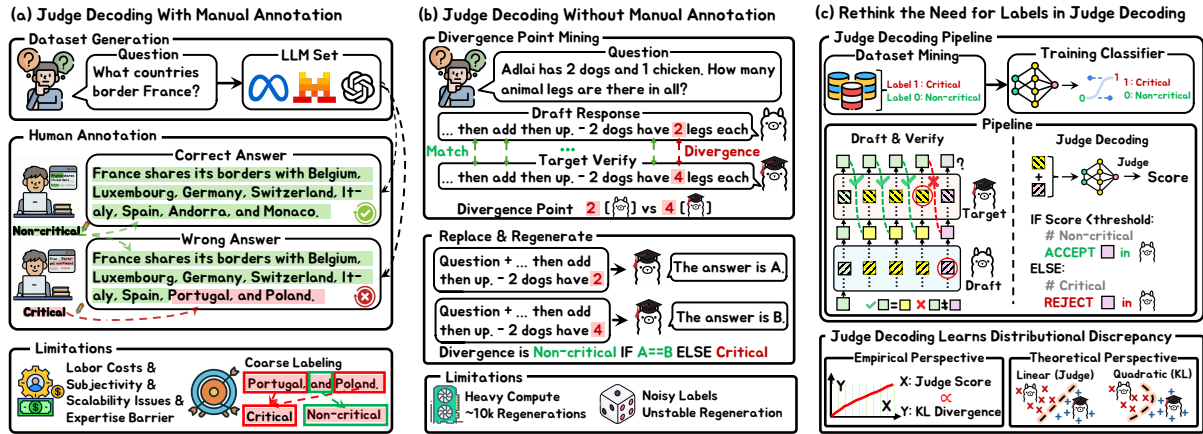 (a) Judge Decoding With Manual Annotation
Dataset Generation
Question
What countries
border France?
LLM Set
Human Annotation
Correct Answer
France shares its borders with Belgium,
Luxembourg, Germany, Switzerland, It-
aly, Spain, Andorra, and Monaco.
Non-critical
Wrong Answer
France shares its borders with Belgium,
Luxembourg, Germany, Switzerland, It-
aly, Spain, Portugal, and Poland.
Critical
Limitations
Labor Costs &
Subjectivity &
Scalability Issues &
Expertise Barrier
Coarse Labeling
Portugal, and Poland.
Critical
Non-critical
(b) Judge Decoding Without Manual Annotation
Divergence Point Mining
Question
Adlai has 2 dogs and 1 chicken. How many
animal legs are there in all?
Draft Response
... then add then up. - 2 dogs have 2 legs each
Match
...
Divergence
Target Verify
... then add then up. - 2 dogs have 4 legs each
Divergence Point 2 [ ] vs 4 [ ]
Replace & Regenerate
Question + ... then add
then up. - 2 dogs have 2
The answer is A.
Question + ... then add
then up. - 2 dogs have 4
The answer is B.
Divergence is Non-critical IF A==B ELSE Critical
Limitations
Heavy Compute
~10k Regenerations
Noisy Labels
Unstable Regeneration
(c) Rethink the Need for Labels in Judge Decoding
Judge Decoding Pipeline
Dataset Mining
Label 1 : Critical
Label 0: Non-critical
Training Classifier
1
0
1 : Critical
0: Non-critical
Pipeline
Draft & Verify
?
Target
Draft
Judge Decoding
Judge
Score
IF Score <threshold:
# Non-critical
ACCEPT in
ELSE:
# Critical
REJECT in
Judge Decoding Learns Distributional Discrepancy
Empirical Perspective
Y
X
X: Judge Score
∝
Y: KL Divergence
Theoretical Perspective
Linear (Judge)
Quadratic (KL)